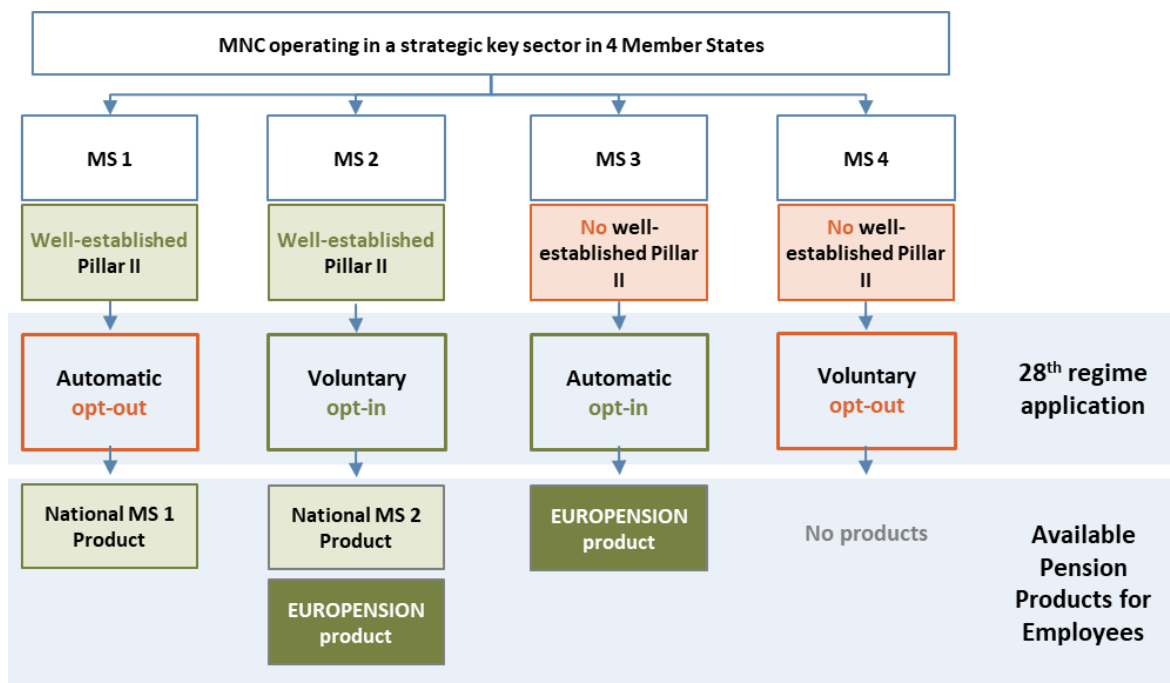 MNC operating in a strategic key sector in 4 Member States
MS 1
MS 2
MS 3
MS 4
Well-established
Pillar II
Well-established
Pillar II
No well-
established Pillar
II
No well-
established Pillar
II
Automatic
opt-out
Voluntary
opt-in
Automatic
opt-in
Voluntary
opt-out
28th regime
application
National MS 1
Product
National MS 2
Product
EUROPENSION
product
EUROPENSION
product
No products
Available
Pension
Products for
Employees